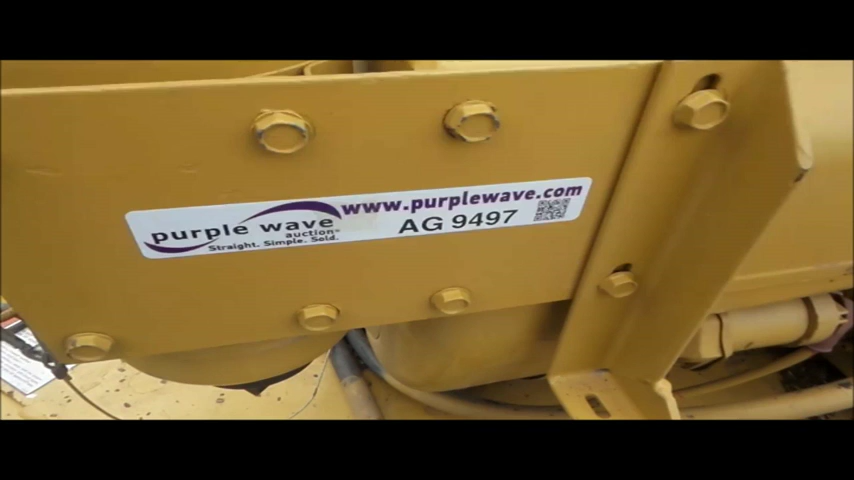 www.purplewave.com
purple wave
auction
Straight. Simple. Sold.
AG 9497